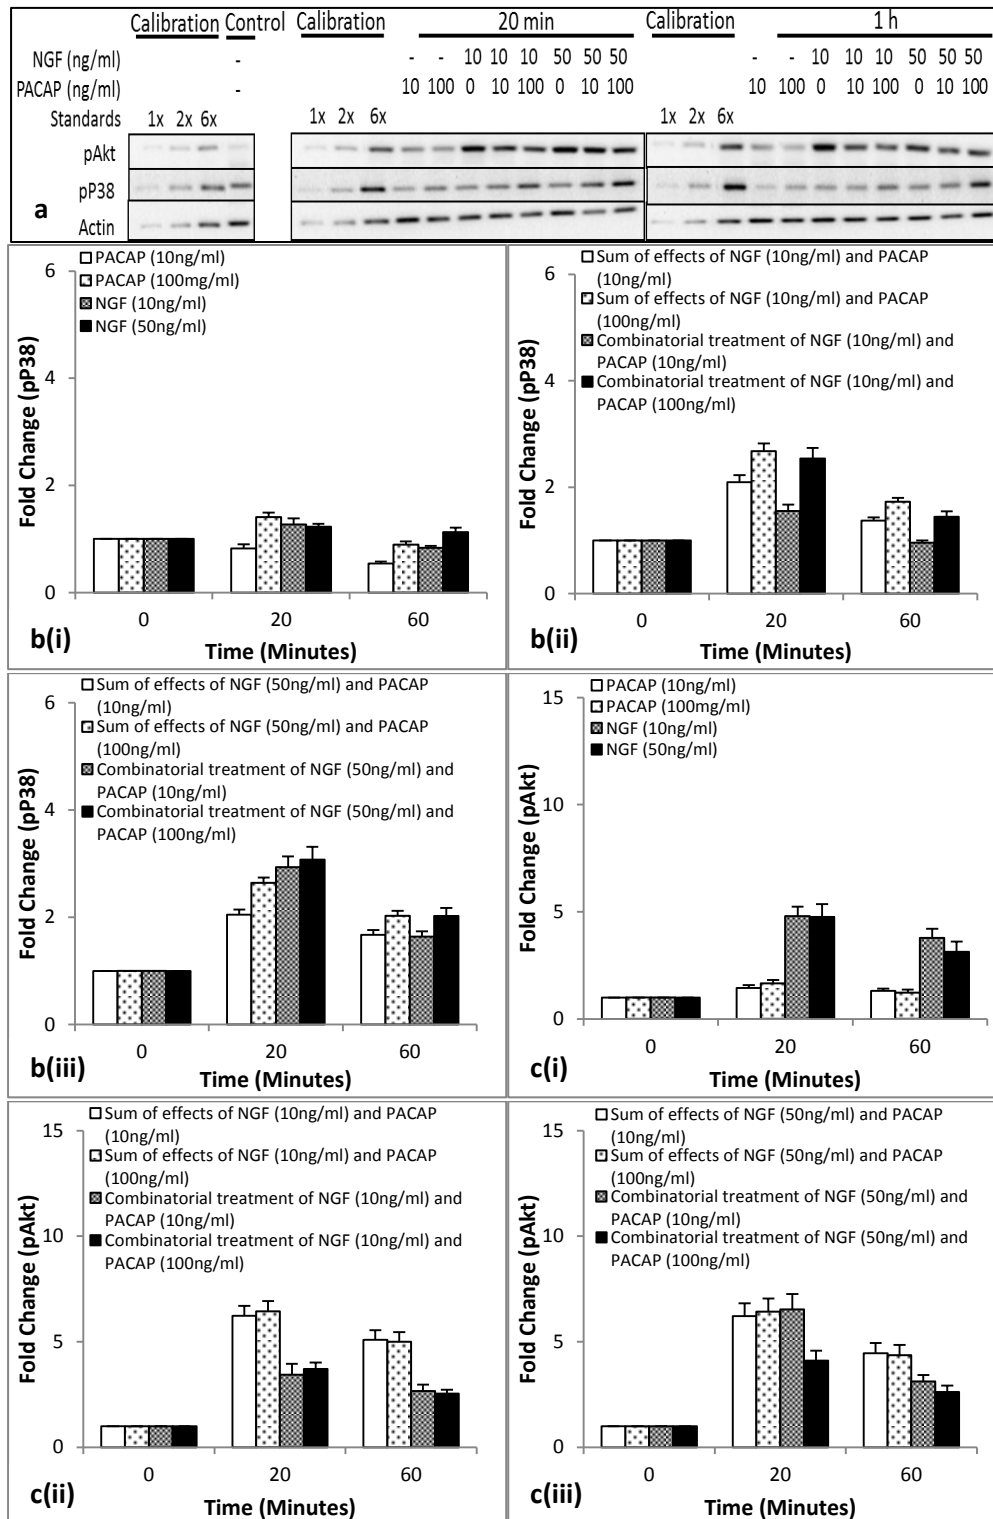 Calibration Control Calibration 20 min Calibration 1 h
NGF (ng/ml) - - - 10 10 10 50 50 50 - - 10 10 10 50 50 50
PACAP (ng/ml) - 10 100 0 10 100 0 10 100 10 100 0 10 100 0 10 100
Standards 1x 2x 6x 1x 2x 6x 1x 2x 6x
pAkt
pP38
Actin
a
PACAP (10ng/ml)
PACAP (100mg/ml)
NGF (10ng/ml)
NGF (50ng/ml)
Fold Change (pP38)
6
4
2
0
0 20 60
Time (Minutes)
b(i)
Sum of effects of NGF (10ng/ml) and PACAP
(10ng/ml)
Sum of effects of NGF (10ng/ml) and PACAP
(100ng/ml)
Combinatorial treatment of NGF (10ng/ml) and
PACAP (10ng/ml)
Combinatorial treatment of NGF (10ng/ml) and
PACAP (100ng/ml)
Fold Change (pP38)
6
4
2
0
0 20 60
Time (Minutes)
b(ii)
Sum of effects of NGF (50ng/ml) and PACAP
(10ng/ml)
Sum of effects of NGF (50ng/ml) and PACAP
(100ng/ml)
Combinatorial treatment of NGF (50ng/ml) and
PACAP (10ng/ml)
Combinatorial treatment of NGF (50ng/ml) and
PACAP (100ng/ml)
Fold Change (pP38)
6
4
2
0
0 20 60
Time (Minutes)
b(iii)
PACAP (10ng/ml)
PACAP (100mg/ml)
NGF (10ng/ml)
NGF (50ng/ml)
Fold Change (pAkt)
15
10
5
0
0 20 60
Time (Minutes)
c(i)
Sum of effects of NGF (10ng/ml) and PACAP
(10ng/ml)
Sum of effects of NGF (10ng/ml) and PACAP
(100ng/ml)
Combinatorial treatment of NGF (10ng/ml) and
PACAP (10ng/ml)
Combinatorial treatment of NGF (10ng/ml) and
PACAP (100ng/ml)
Fold Change (pAkt)
15
10
5
0
0 20 60
Time (Minutes)
c(ii)
Sum of effects of NGF (50ng/ml) and PACAP
(10ng/ml)
Sum of effects of NGF (50ng/ml) and PACAP
(100ng/ml)
Combinatorial treatment of NGF (50ng/ml) and
PACAP (10ng/ml)
Combinatorial treatment of NGF (50ng/ml) and
PACAP (100ng/ml)
Fold Change (pAkt)
15
10
5
0
0 20 60
Time (Minutes)
c(iii)